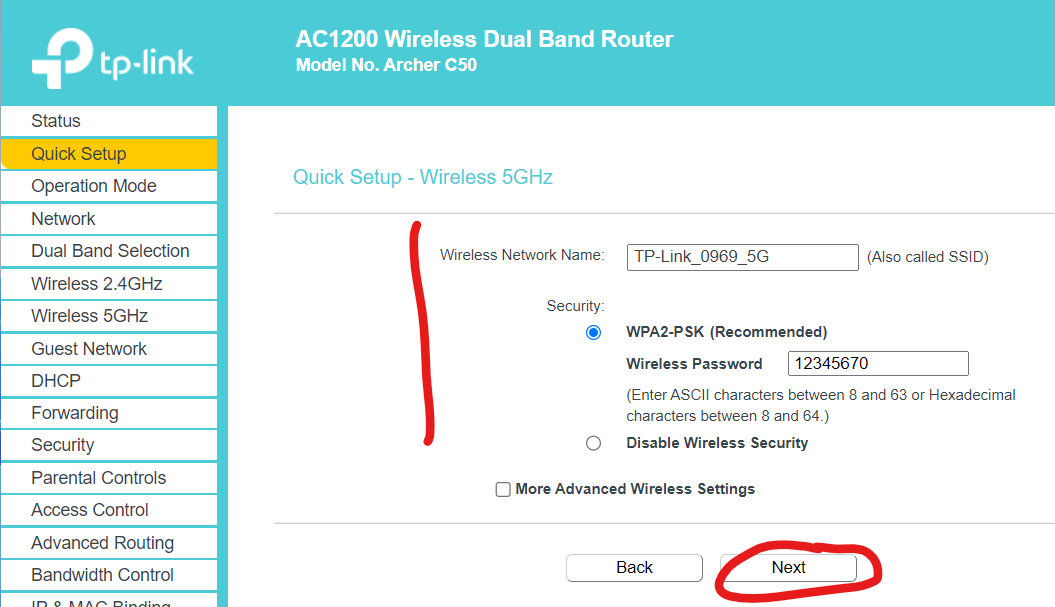 tp-link
AC1200 Wireless Dual Band Router
Model No. Archer C50
Status
Quick Setup
Operation Mode
Network
Dual Band Selection
Wireless 2.4GHz
Wireless 5GHz
Guest Network
DHCP
Forwarding
Security
Parental Controls
Access Control
Advanced Routing
Bandwidth Control
IP & MAC Binding
Quick Setup - Wireless 5GHz
Wireless Network Name: TP-Link_0969_5G (Also called SSID)
Security:
WPA2-PSK (Recommended)
Wireless Password 12345670
(Enter ASCII characters between 8 and 63 or Hexadecimal
characters between 8 and 64.)
Disable Wireless Security
More Advanced Wireless Settings
Back Next